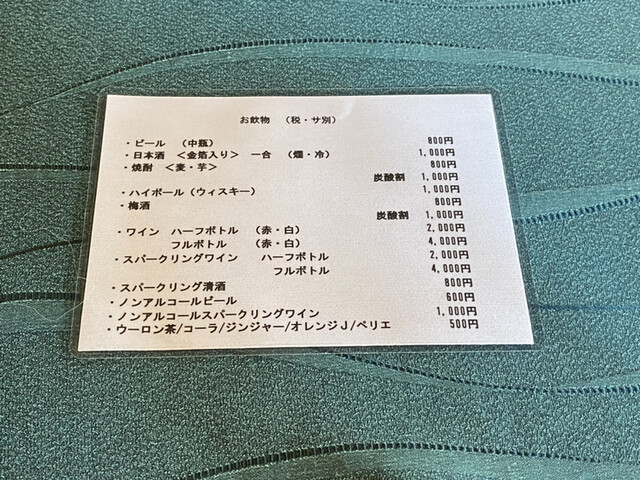 お飲物　（税・サ別）
・ビール　（中瓶）　800円
・日本酒　＜金箔入り＞　一合　（燗・冷）　1,000円
・焼酎　＜麦・芋＞　800円
炭酸割　1,000円
・ハイボール（ウィスキー）　1,000円
・梅酒　800円
炭酸割　1,000円
・ワイン　ハーフボトル　（赤・白）　2,000円
フルボトル　（赤・白）　4,000円
・スパークリングワイン　ハーフボトル　2,000円
フルボトル　4,000円
・スパークリング清酒　800円
・ノンアルコールビール　600円
・ノンアルコールスパークリングワイン　1,000円
・ウーロン茶/コーラ/ジンジャー/オレンジＪ/ペリエ　500円